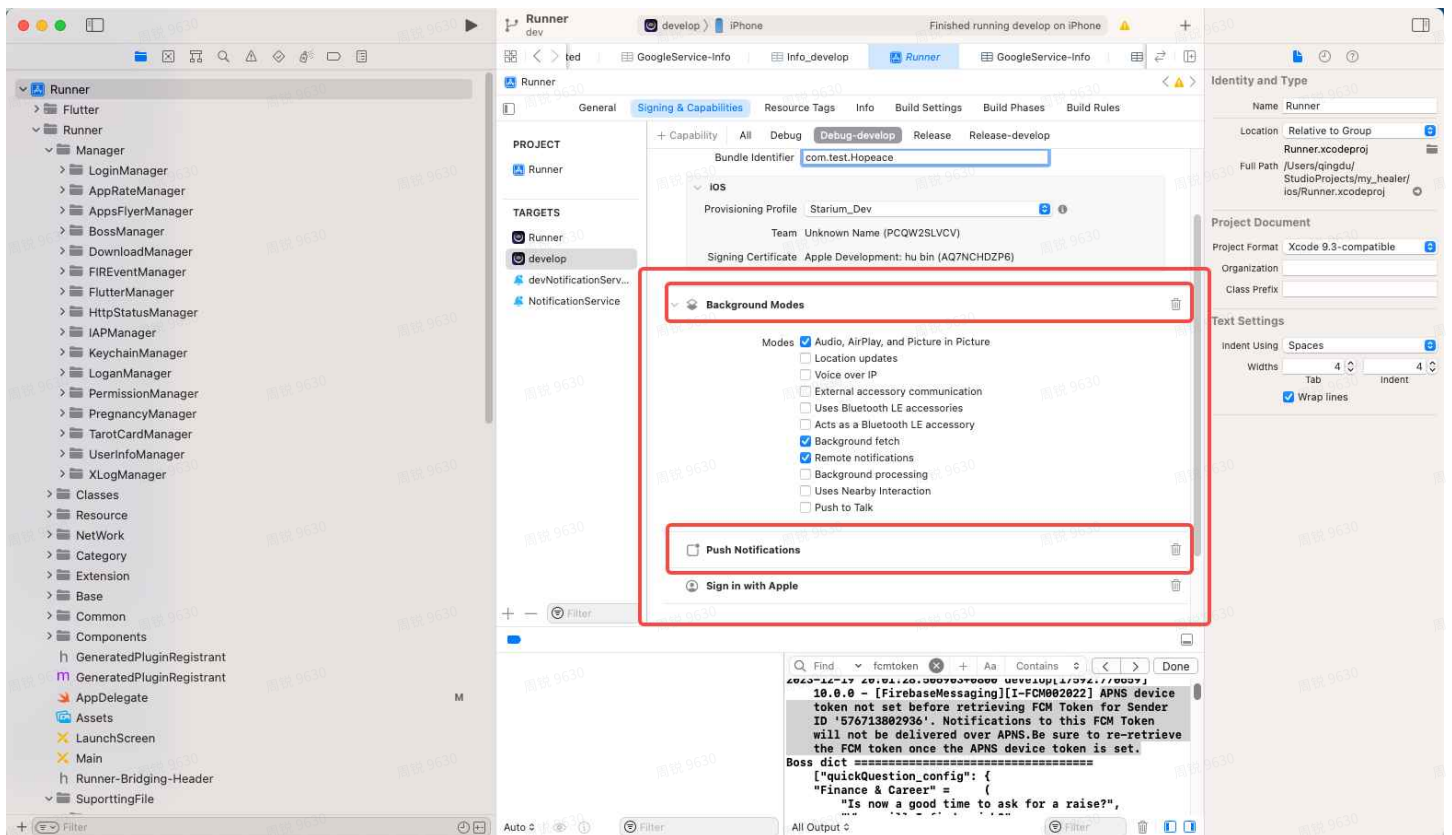 Runner
dev
develop 〉 iPhone
Finished running develop on iPhone
ted
GoogleService-Info
Info_develop
Runner
GoogleService-Info
Runner
General
Signing & Capabilities
Resource Tags
Info
Build Settings
Build Phases
Build Rules
+ Capability
All
Debug
Debug-develop
Release
Release-develop
Runner
Flutter
Runner
Manager
LoginManager
AppRateManager
AppsFlyerManager
BossManager
DownloadManager
FIREventManager
FlutterManager
HttpStatusManager
IAPManager
KeychainManager
LoganManager
PermissionManager
PregnancyManager
TarotCardManager
UserInfoManager
XLogManager
Classes
Resource
NetWork
Category
Extension
Base
Common
Components
h GeneratedPluginRegistrant
m GeneratedPluginRegistrant
AppDelegate M
Assets
LaunchScreen
Main
h Runner-Bridging-Header
SuporttingFile
Filter
PROJECT
Runner
TARGETS
Runner
develop
devNotificationServ...
NotificationService
Filter
Bundle Identifier com.test.Hopeace
iOS
Provisioning Profile Starium_Dev
Team Unknown Name (PCQW2SLVCV)
Signing Certificate Apple Development: hu bin (AQ7NCHDZP6)
Background Modes
Modes Audio, AirPlay, and Picture in Picture
Location updates
Voice over IP
External accessory communication
Uses Bluetooth LE accessories
Acts as a Bluetooth LE accessory
Background fetch
Remote notifications
Background processing
Uses Nearby Interaction
Push to Talk
Push Notifications
Sign in with Apple
Find fcmtoken + Aa Contains Done
10.0.0 - [FirebaseMessaging][I-FCM002022] APNS device
token not set before retrieving FCM Token for Sender
ID '576713802936'. Notifications to this FCM Token
will not be delivered over APNS.Be sure to re-retrieve
the FCM token once the APNS device token is set.
Boss dict ===================================
["quickQuestion_config": {
"Finance & Career" = (
"Is now a good time to ask for a raise?",
Auto
Filter
All Output
Filter
Identity and Type
Name Runner
Location Relative to Group
Runner.xcodeproj
Full Path /Users/qingdu/
StudioProjects/my_healer/
ios/Runner.xcodeproj
Project Document
Project Format Xcode 9.3-compatible
Organization
Class Prefix
Text Settings
Indent Using Spaces
Widths 4 4
Tab Indent
Wrap lines
周锐 9630